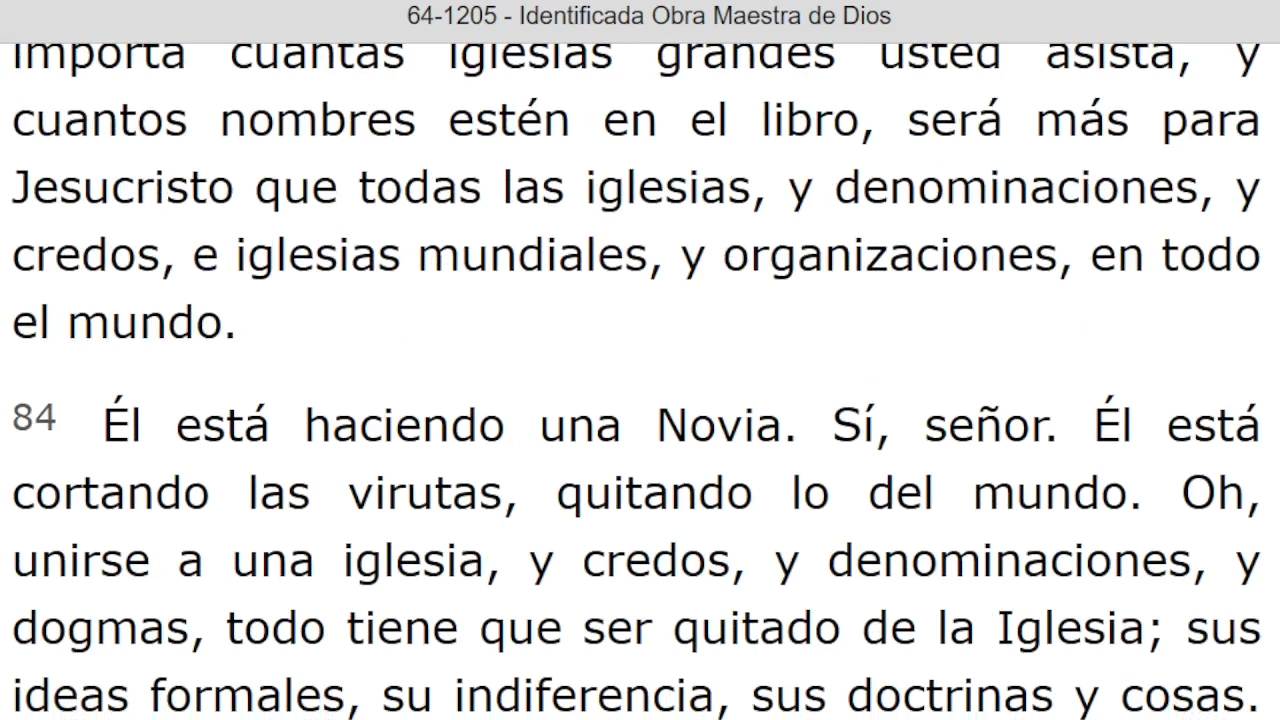 64-1205 - Identificada Obra Maestra de Dios
importa cuantas iglesias grandes usted asista, y
cuantos nombres estén en el libro, será más para
Jesucristo que todas las iglesias, y denominaciones, y
credos, e iglesias mundiales, y organizaciones, en todo
el mundo.
84 Él está haciendo una Novia. Sí, señor. Él está
cortando las virutas, quitando lo del mundo. Oh,
unirse a una iglesia, y credos, y denominaciones, y
dogmas, todo tiene que ser quitado de la Iglesia; sus
ideas formales, su indiferencia, sus doctrinas y cosas.